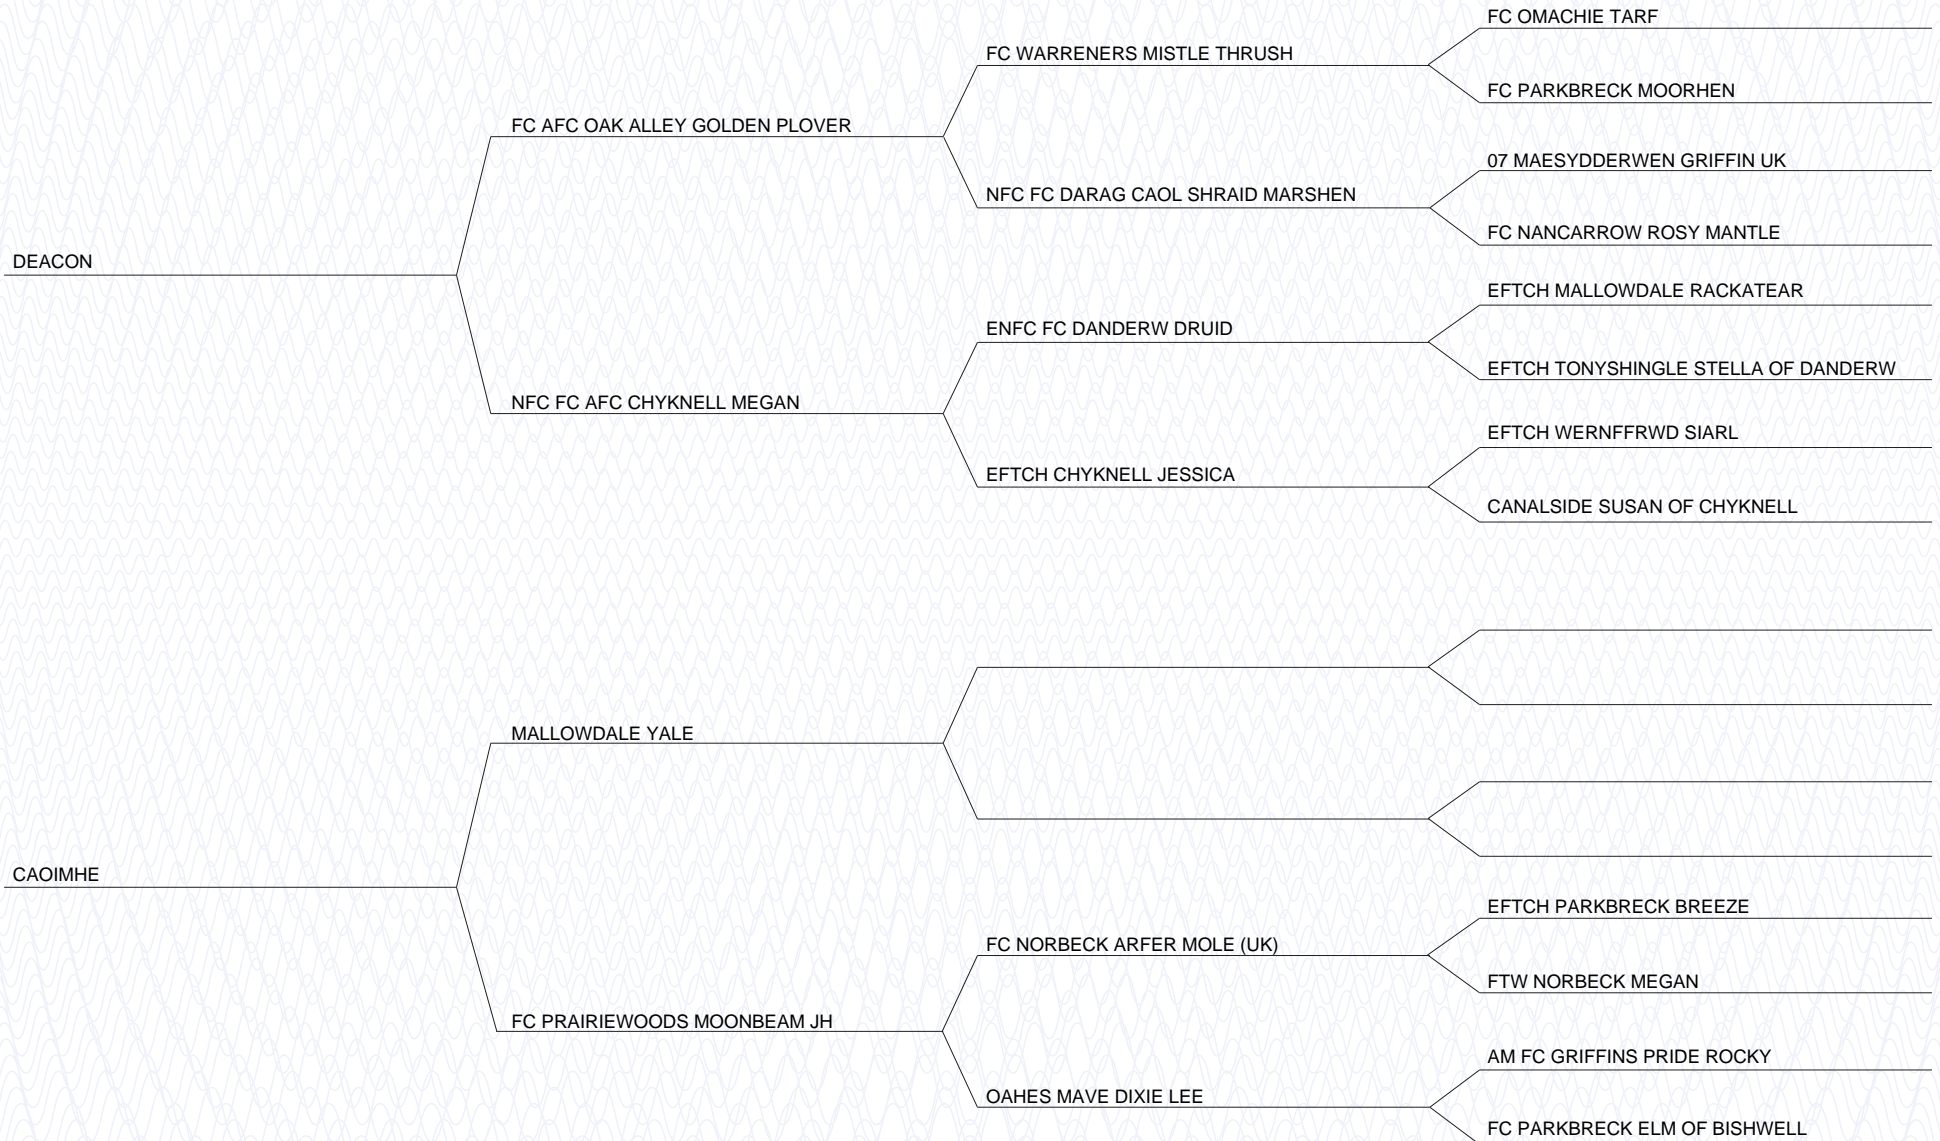 FC OMACHIE TARF
FC WARRENERS MISTLE THRUSH
FC PARKBRECK MOORHEN
FC AFC OAK ALLEY GOLDEN PLOVER
07 MAESYDDERWEN GRIFFIN UK
NFC FC DARAG CAOL SHRAID MARSHEN
FC NANCARROW ROSY MANTLE
DEACON
EFTCH MALLOWDALE RACKATEAR
ENFC FC DANDERW DRUID
EFTCH TONYSHINGLE STELLA OF DANDERW
NFC FC AFC CHYKNELL MEGAN
EFTCH WERNFFRWD SIARL
EFTCH CHYKNELL JESSICA
CANALSIDE SUSAN OF CHYKNELL
MALLOWDALE YALE
CAOIMHE
EFTCH PARKBRECK BREEZE
FC NORBECK ARFER MOLE (UK)
FTW NORBECK MEGAN
FC PRAIRIEWOODS MOONBEAM JH
AM FC GRIFFINS PRIDE ROCKY
OAHES MAVE DIXIE LEE
FC PARKBRECK ELM OF BISHWELL